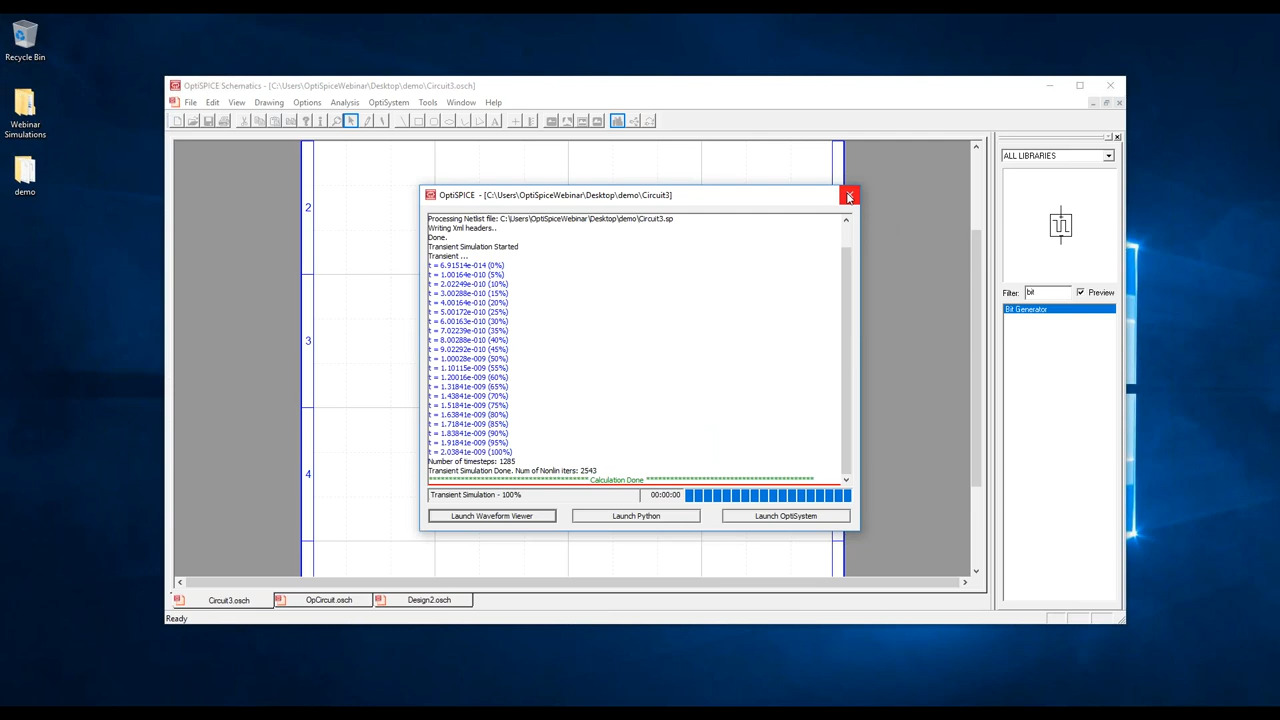 Recycle Bin
Webinar
Simulations
demo
OptiSPICE Schematics - [C:\Users\OptiSpiceWebinar\Desktop\demo\Circuit3.osch]
File Edit View Drawing Options Analysis OptiSystem Tools Window Help
2
3
4
OptiSPICE - [C:\Users\OptiSpiceWebinar\Desktop\demo\Circuit3]
Processing Netlist file: C:\Users\OptiSpiceWebinar\Desktop\demo\Circuit3.sp
Writing Xml headers..
Done.
Transient Simulation Started
Transient ...
t = 6.91514e-014 (0%)
t = 1.00164e-010 (5%)
t = 2.02249e-010 (10%)
t = 3.00288e-010 (15%)
t = 4.00164e-010 (20%)
t = 5.00172e-010 (25%)
t = 6.00163e-010 (30%)
t = 7.02239e-010 (35%)
t = 8.00288e-010 (40%)
t = 9.02292e-010 (45%)
t = 1.00028e-009 (50%)
t = 1.10115e-009 (55%)
t = 1.20016e-009 (60%)
t = 1.31841e-009 (65%)
t = 1.43841e-009 (70%)
t = 1.51841e-009 (75%)
t = 1.63841e-009 (80%)
t = 1.71841e-009 (85%)
t = 1.83841e-009 (90%)
t = 1.91841e-009 (95%)
t = 2.03841e-009 (100%)
Number of timesteps: 1285
Transient Simulation Done. Num of Nonlin iters: 2543
Calculation Done
Transient Simulation - 100% 00:00:00
Launch Waveform Viewer Launch Python Launch OptiSystem
ALL LIBRARIES
Filter: bit Preview
Bit Generator
Circuit3.osch OpCircuit.osch Design2.osch
Ready